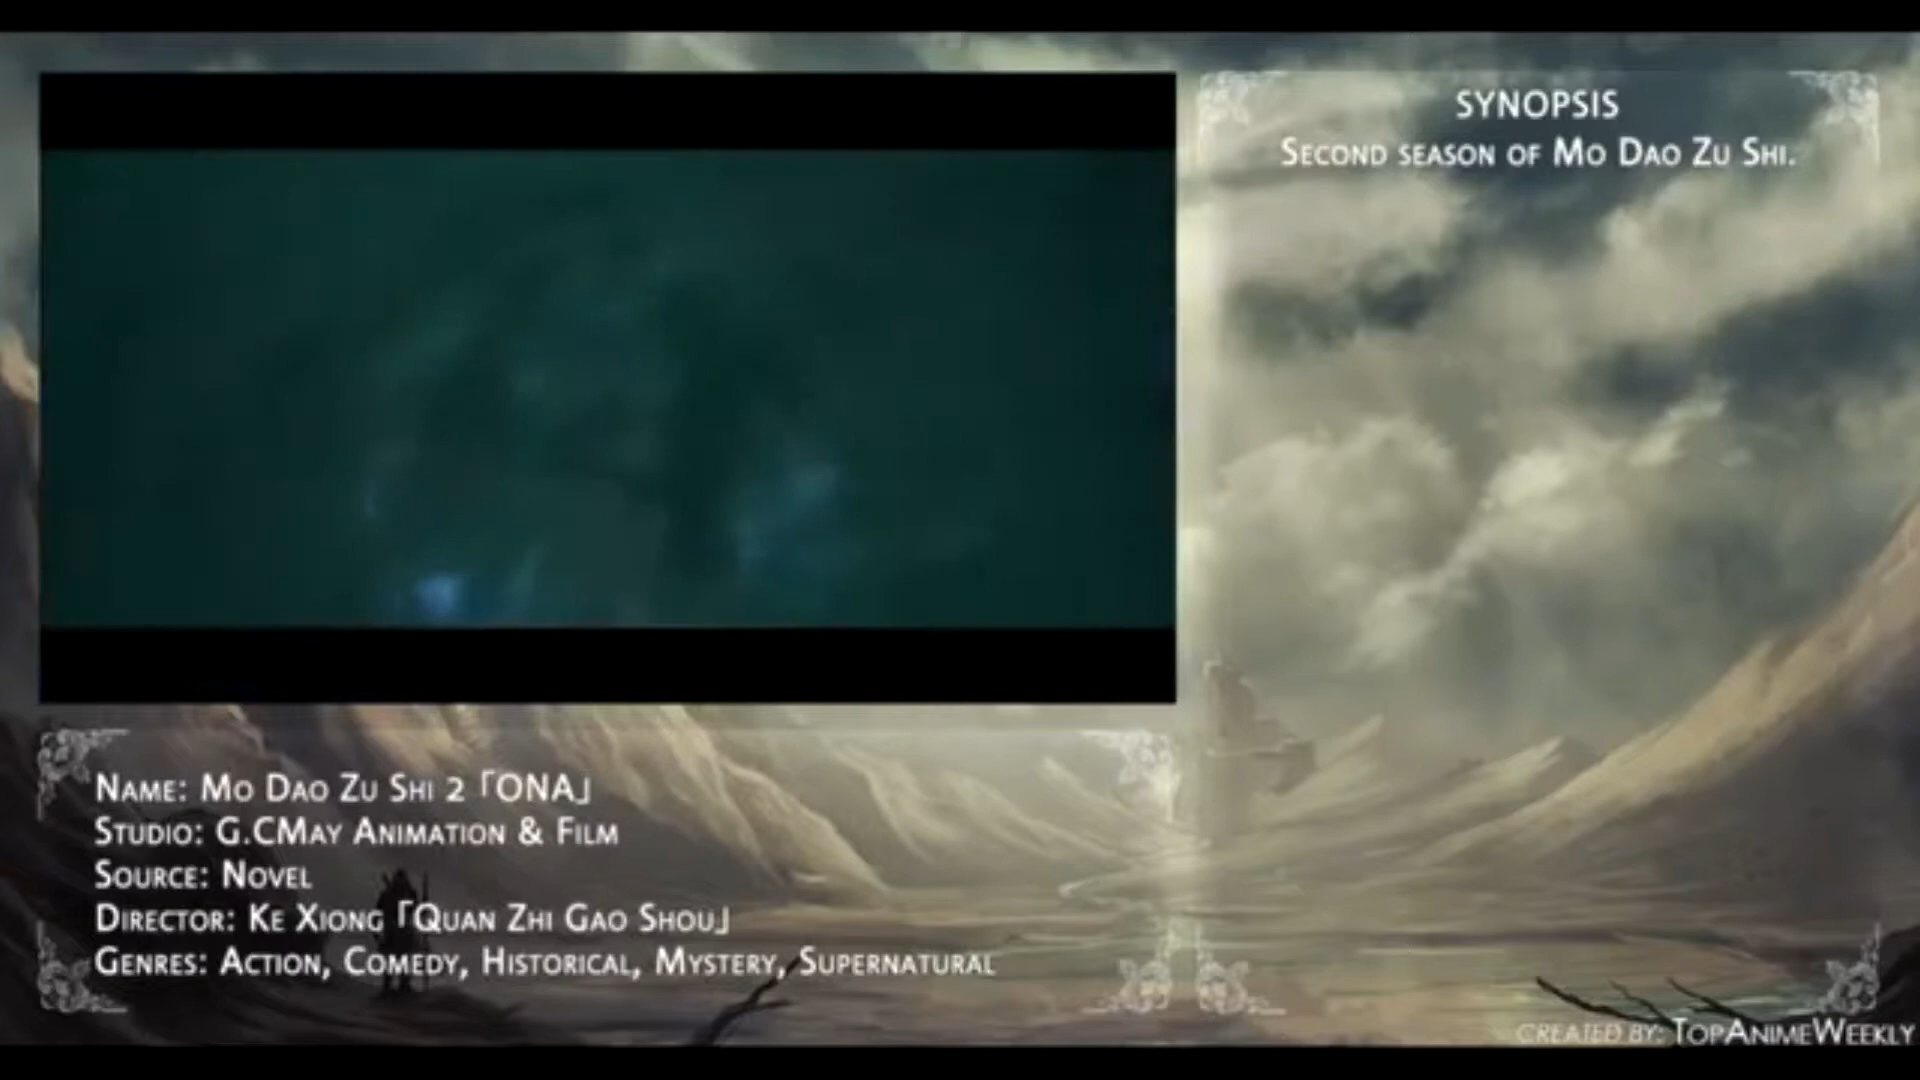 SYNOPSIS
Second season of Mo Dao Zu Shi.
Name: Mo Dao Zu Shi 2「ONA」
Studio: G.CMay Animation & Film
Source: Novel
Director: Ke Xiong「Quan Zhi Gao Shou」
Genres: Action, Comedy, Historical, Mystery, Supernatural
CREATED BY: TopAnimeWeekly